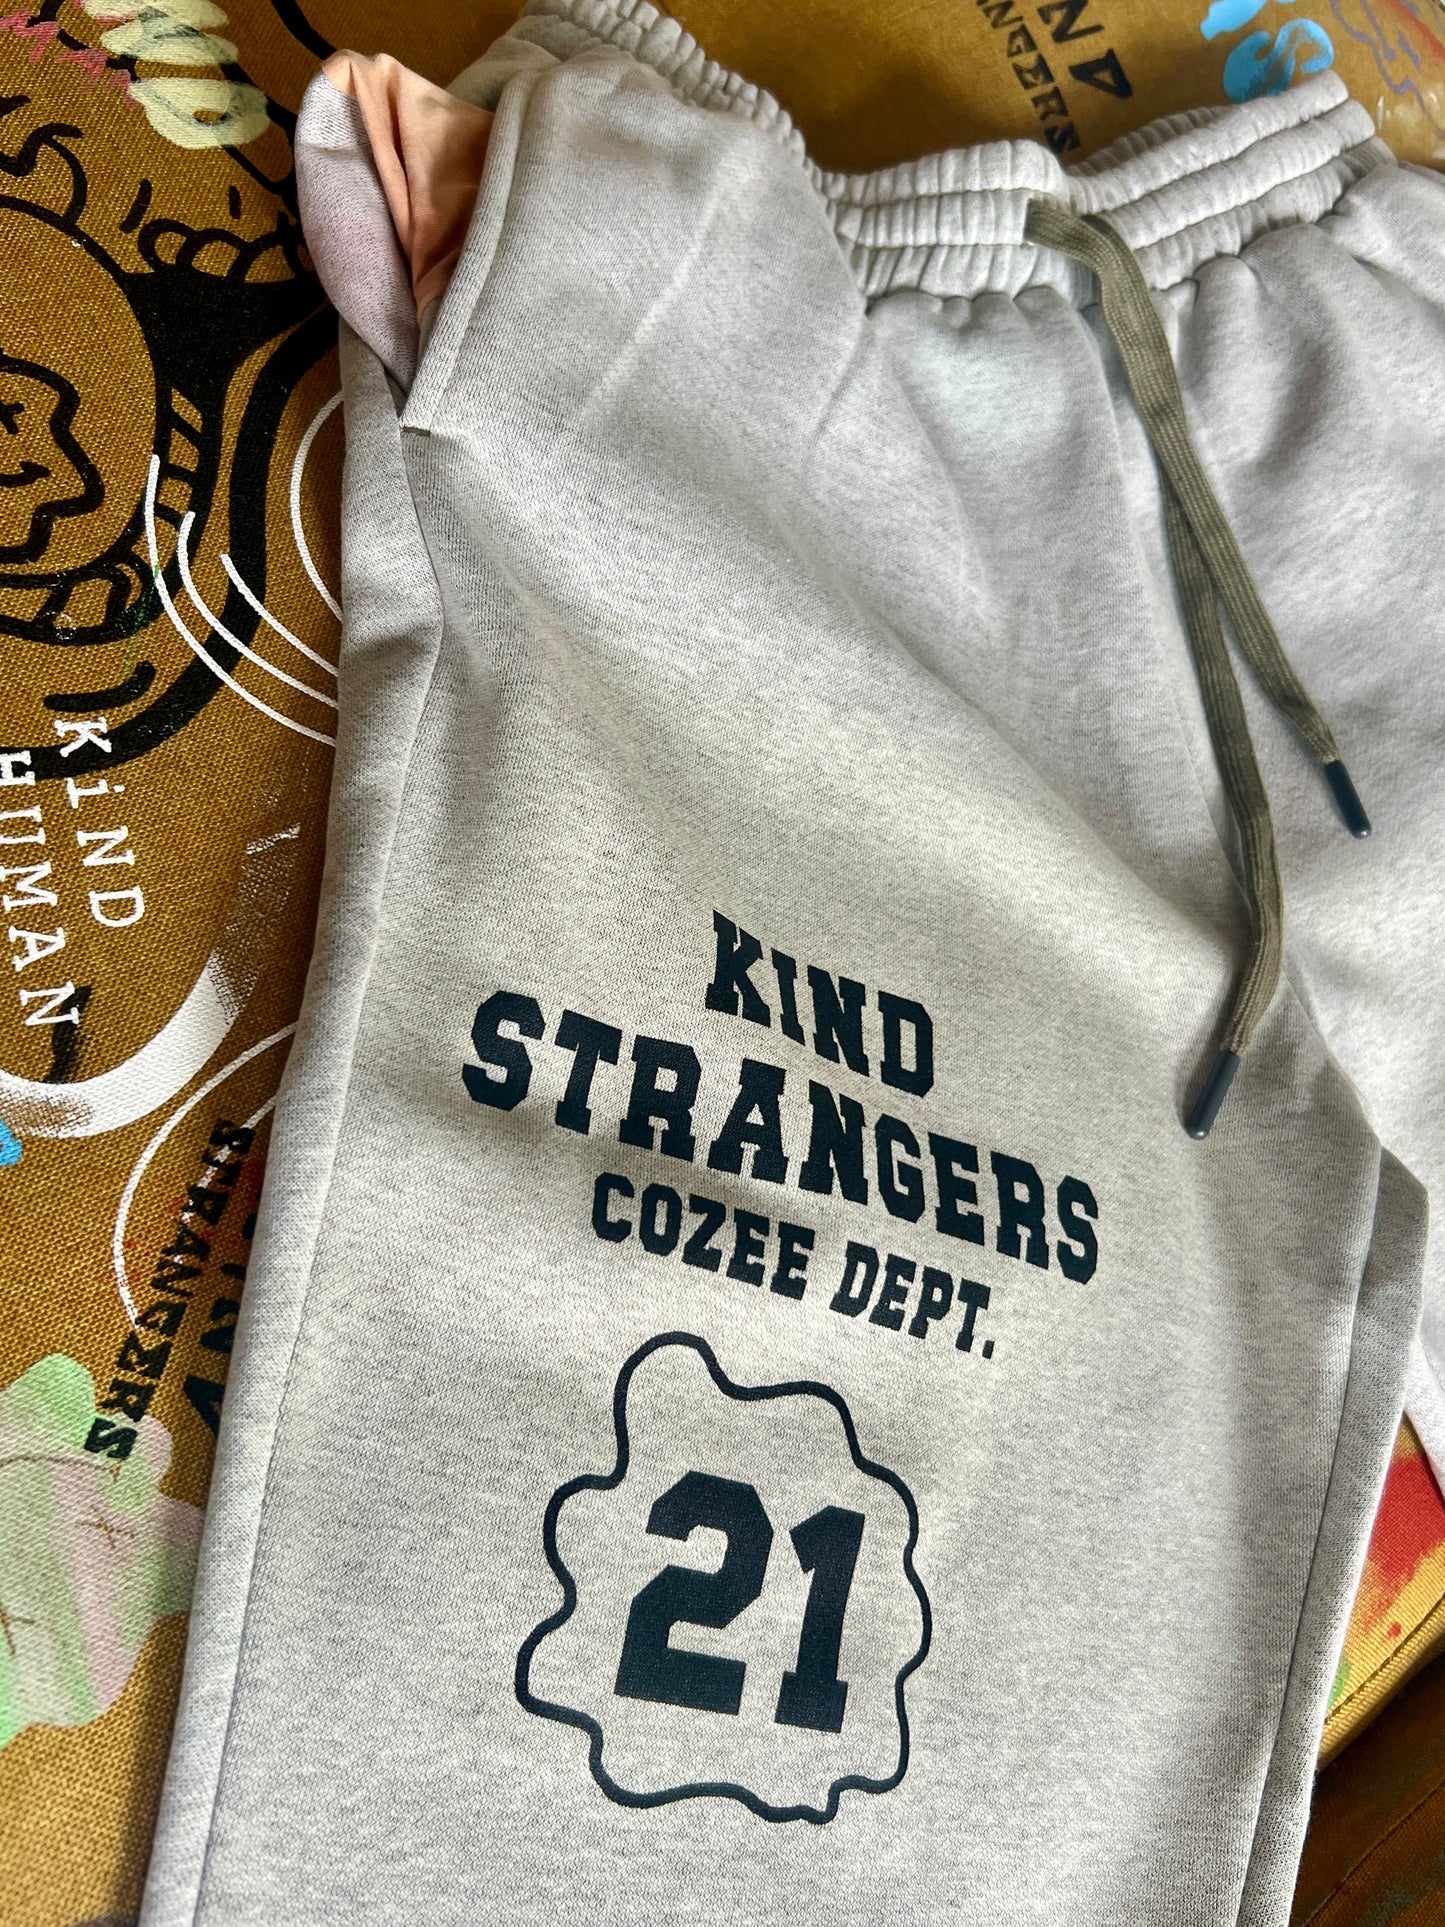 KIND
STRANGERS
COZEE DEPT.
21
KiND
HUMAN
STRANGERS